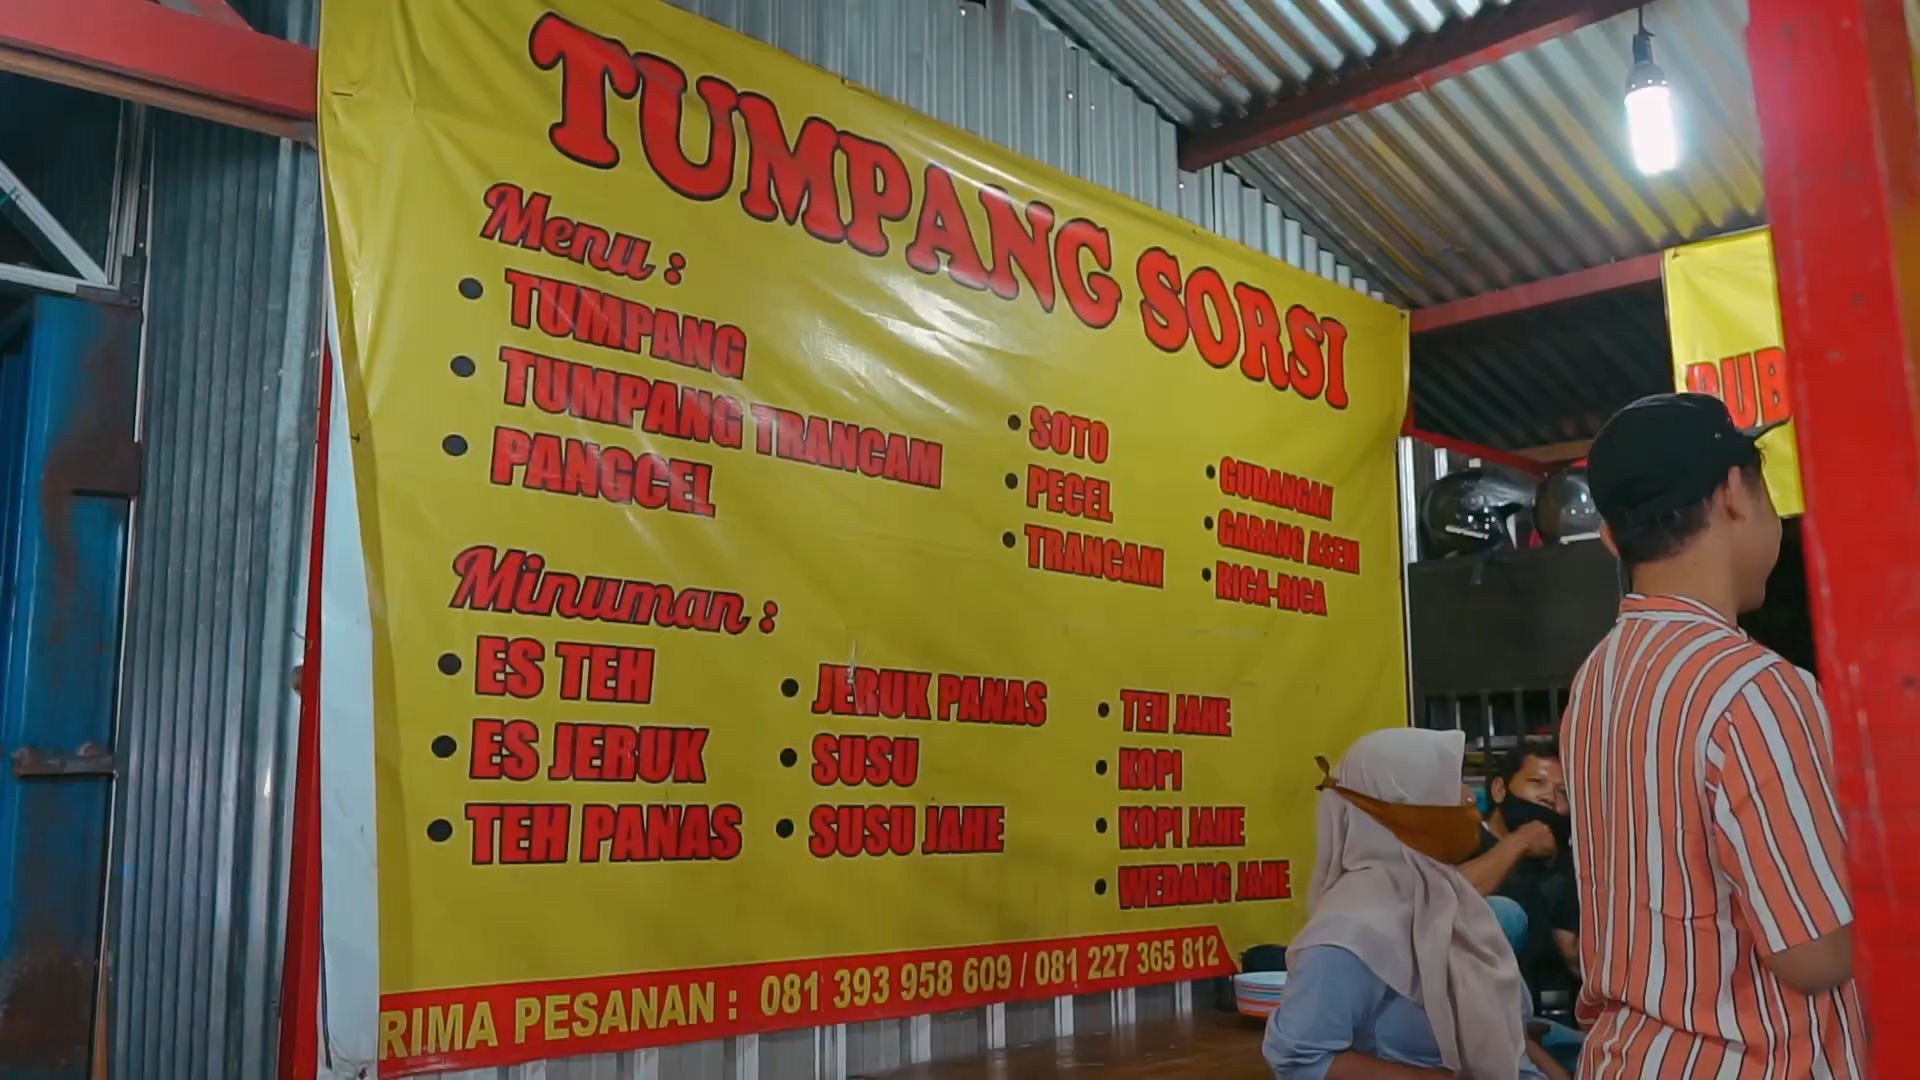 TUMPANG SORSI
Menu :
• TUMPANG
• TUMPANG TRANCAM
• PANGCEL
• SOTO
• PECEL
• TRANCAM
• GUDANGAN
• GARANG ASEM
• RICA-RICA
Minuman :
• ES TEH
• ES JERUK
• TEH PANAS
• JERUK PANAS
• SUSU
• SUSU JAHE
• TEH JAHE
• KOPI
• KOPI JAHE
• WEDANG JAHE
RIMA PESANAN : 081 393 958 609 / 081 227 365 812